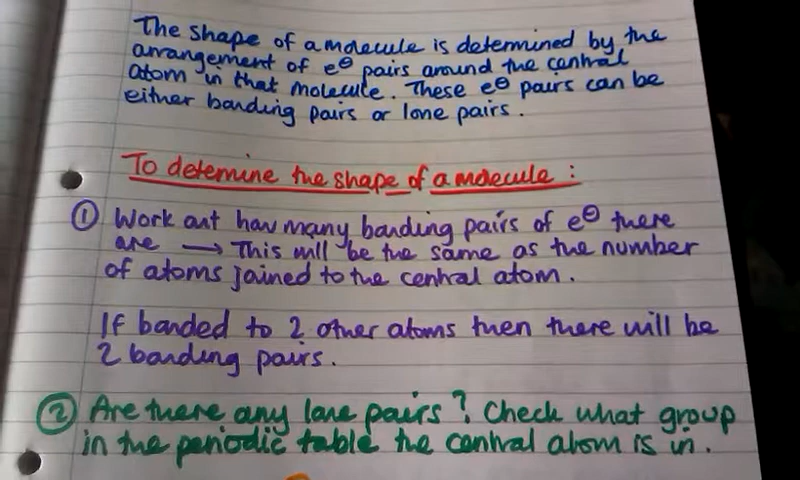 The shape of a molecule is determined by the
arrangement of e⊖ pairs around the central
atom in that molecule. These e⊖ pairs can be
either bonding pairs or lone pairs.
To detemine the shape of a molecule :
① Work out how many bonding pairs of e⊖ there
are → This will be the same as the number
of atoms joined to the central atom.
If bonded to 2 other atoms then there will be
2 bonding pairs.
② Are there any lone pairs? Check what group
in the periodic table the central atom is in.